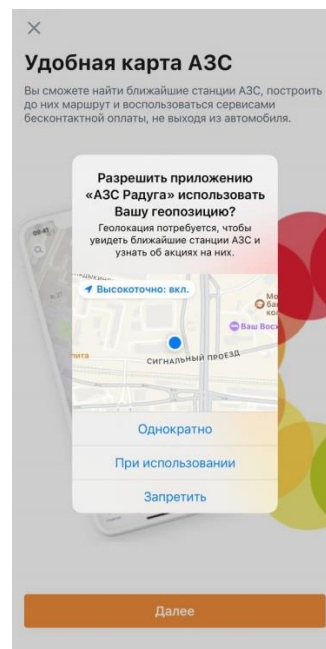 Удобная карта АЗС
Вы сможете найти ближайшие станции АЗС, построить
до них маршрут и воспользоваться сервисами
бесконтактной оплаты, не выходя из автомобиля.
Разрешить приложению
«АЗС Радуга» использовать
Вашу геопозицию?
Геолокация потребуется, чтобы
увидеть ближайшие станции АЗС и
узнать об акциях на них.
09:41
Высокоточно: вкл.
Ваш
СИГНАЛЬНЫЙ ПРОЕЗД
Однократно
При использовании
Запретить
Далее